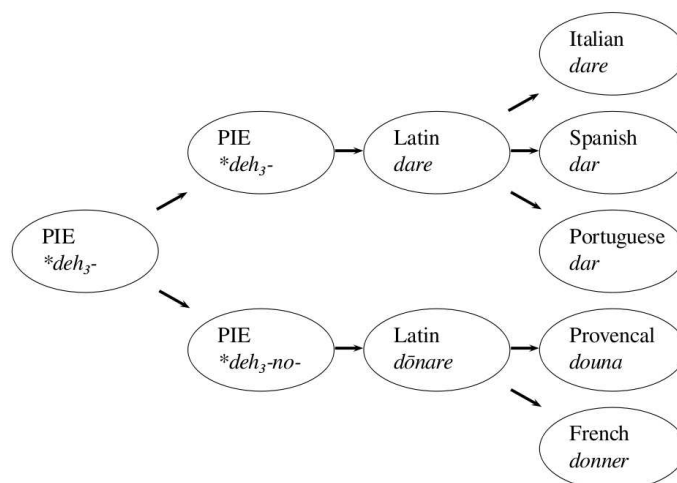 Italian
dare
PIE
*deh₃-
Latin
dare
Spanish
dar
PIE
*deh₃-
Portuguese
dar
PIE
*deh₃-no-
Latin
dōnare
Provencal
douna
French
donner